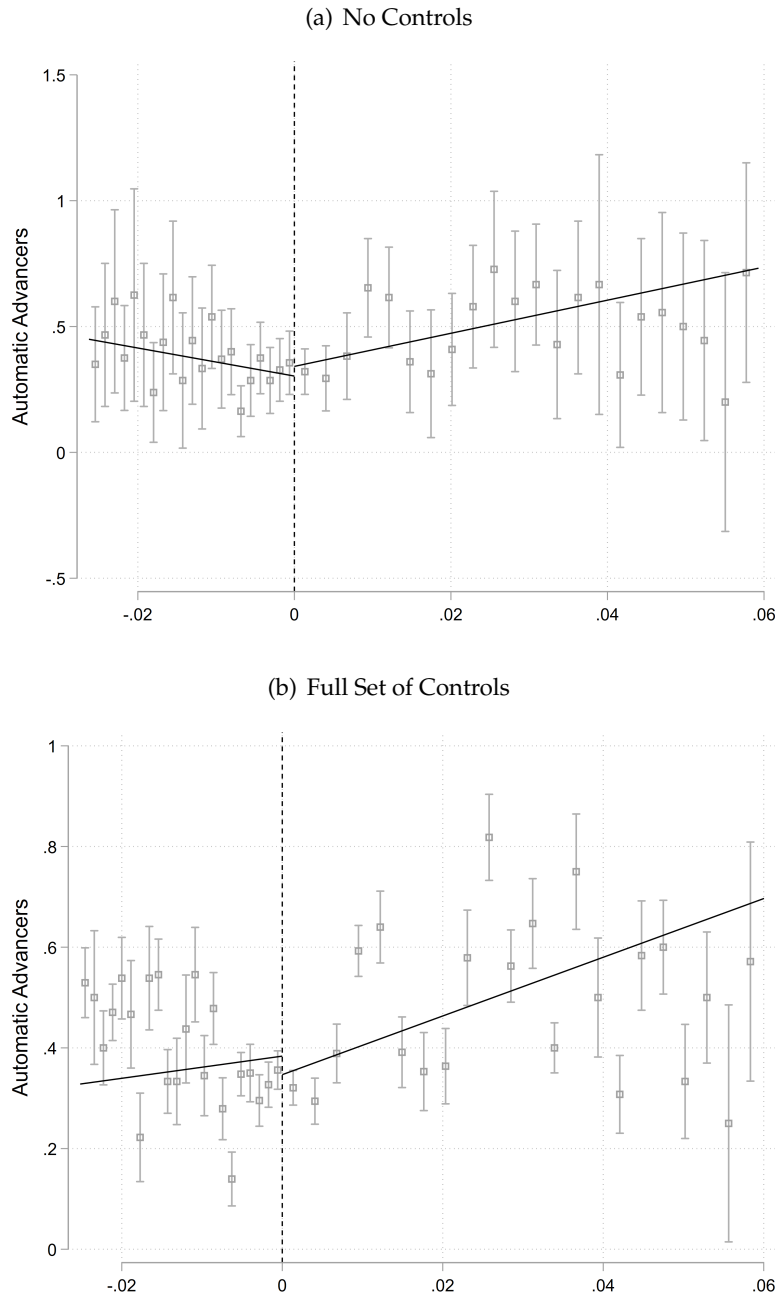 (a) No Controls
1.5
1
.5
0
-.5
Automatic Advancers
-.02 0 .02 .04 .06
(b) Full Set of Controls
1
.8
.6
.4
.2
0
Automatic Advancers
-.02 0 .02 .04 .06